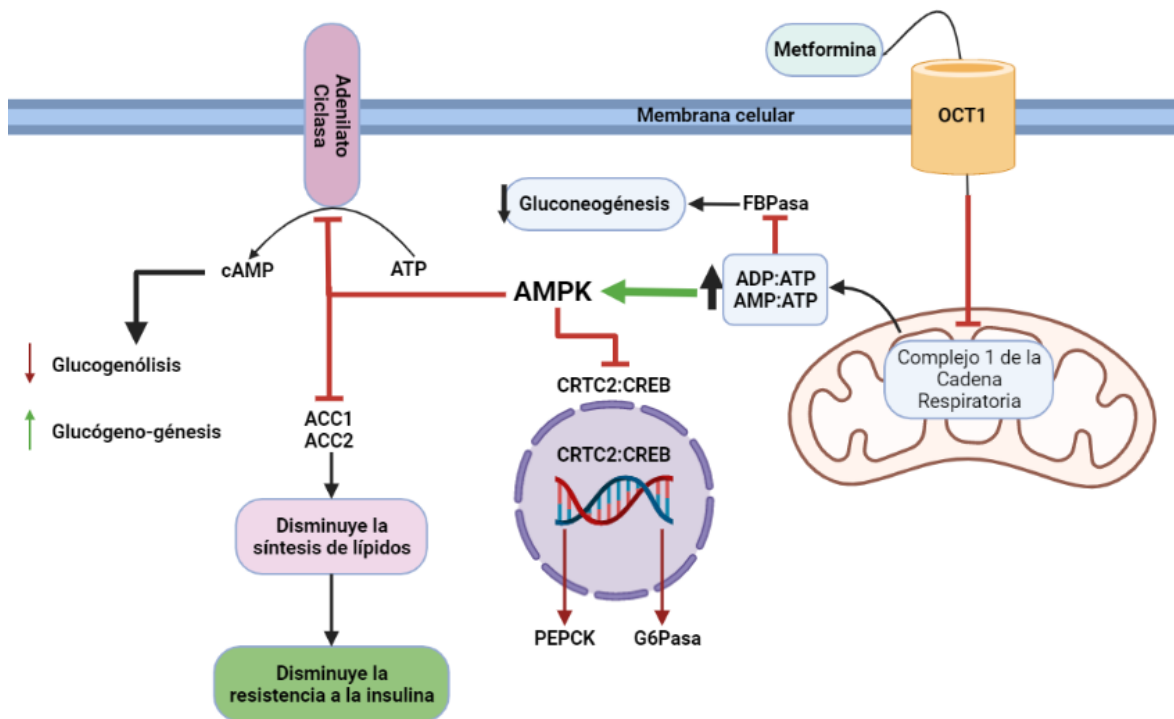 Metformina
Adenilato
Ciclasa
Membrana celular
OCT1
Gluconeogénesis
FBPasa
cAMP
ATP
AMPK
ADP:ATP
AMP:ATP
Complejo 1 de la
Cadena
Respiratoria
Glucogenólisis
Glucógeno-génesis
CRTC2:CREB
ACC1
ACC2
CRTC2:CREB
Disminuye la
síntesis de lípidos
PEPCK
G6Pasa
Disminuye la
resistencia a la insulina